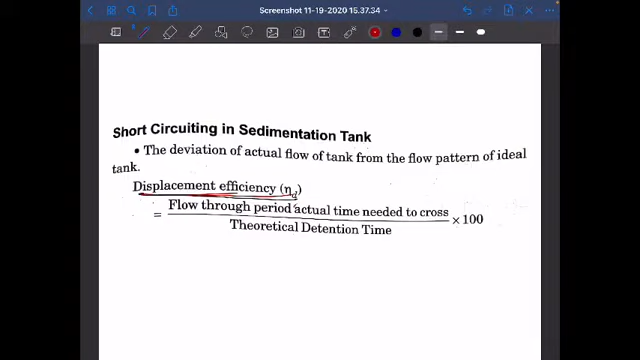 Screenshot 11-19-2020 15.37.34
Short Circuiting in Sedimentation Tank
• The deviation of actual flow of tank from the flow pattern of ideal
tank.
Displacement efficiency (ηd)
= Flow through period actual time needed to cross
Theoretical Detention Time × 100